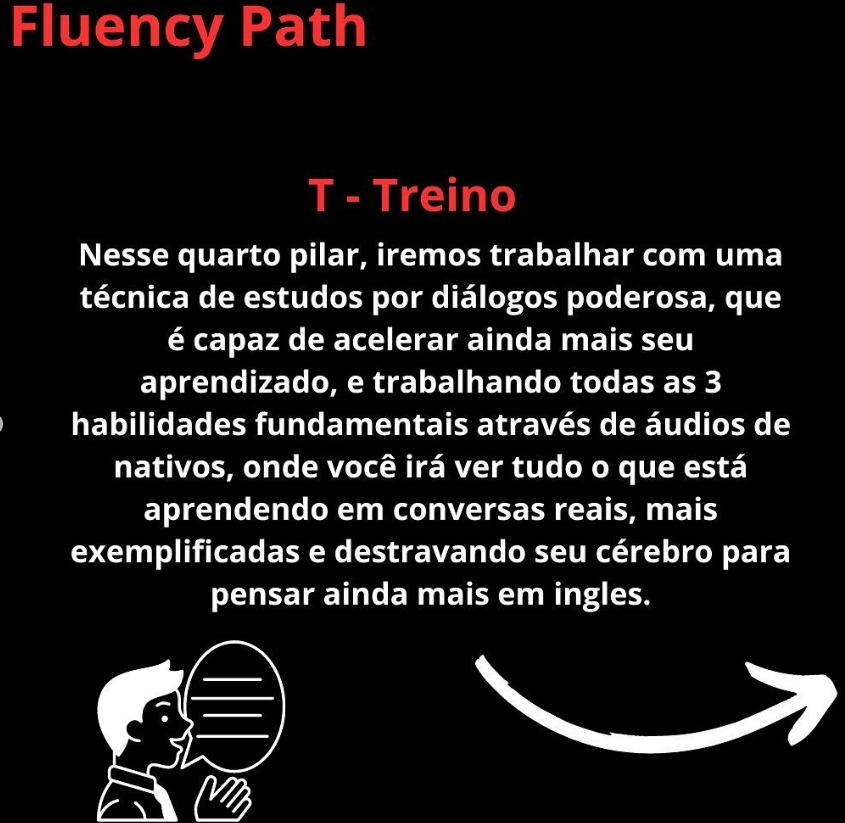 Fluency Path
T - Treino
Nesse quarto pilar, iremos trabalhar com uma
técnica de estudos por diálogos poderosa, que
é capaz de acelerar ainda mais seu
aprendizado, e trabalhando todas as 3
habilidades fundamentais através de áudios de
nativos, onde você irá ver tudo o que está
aprendendo em conversas reais, mais
exemplificadas e destravando seu cérebro para
pensar ainda mais em ingles.